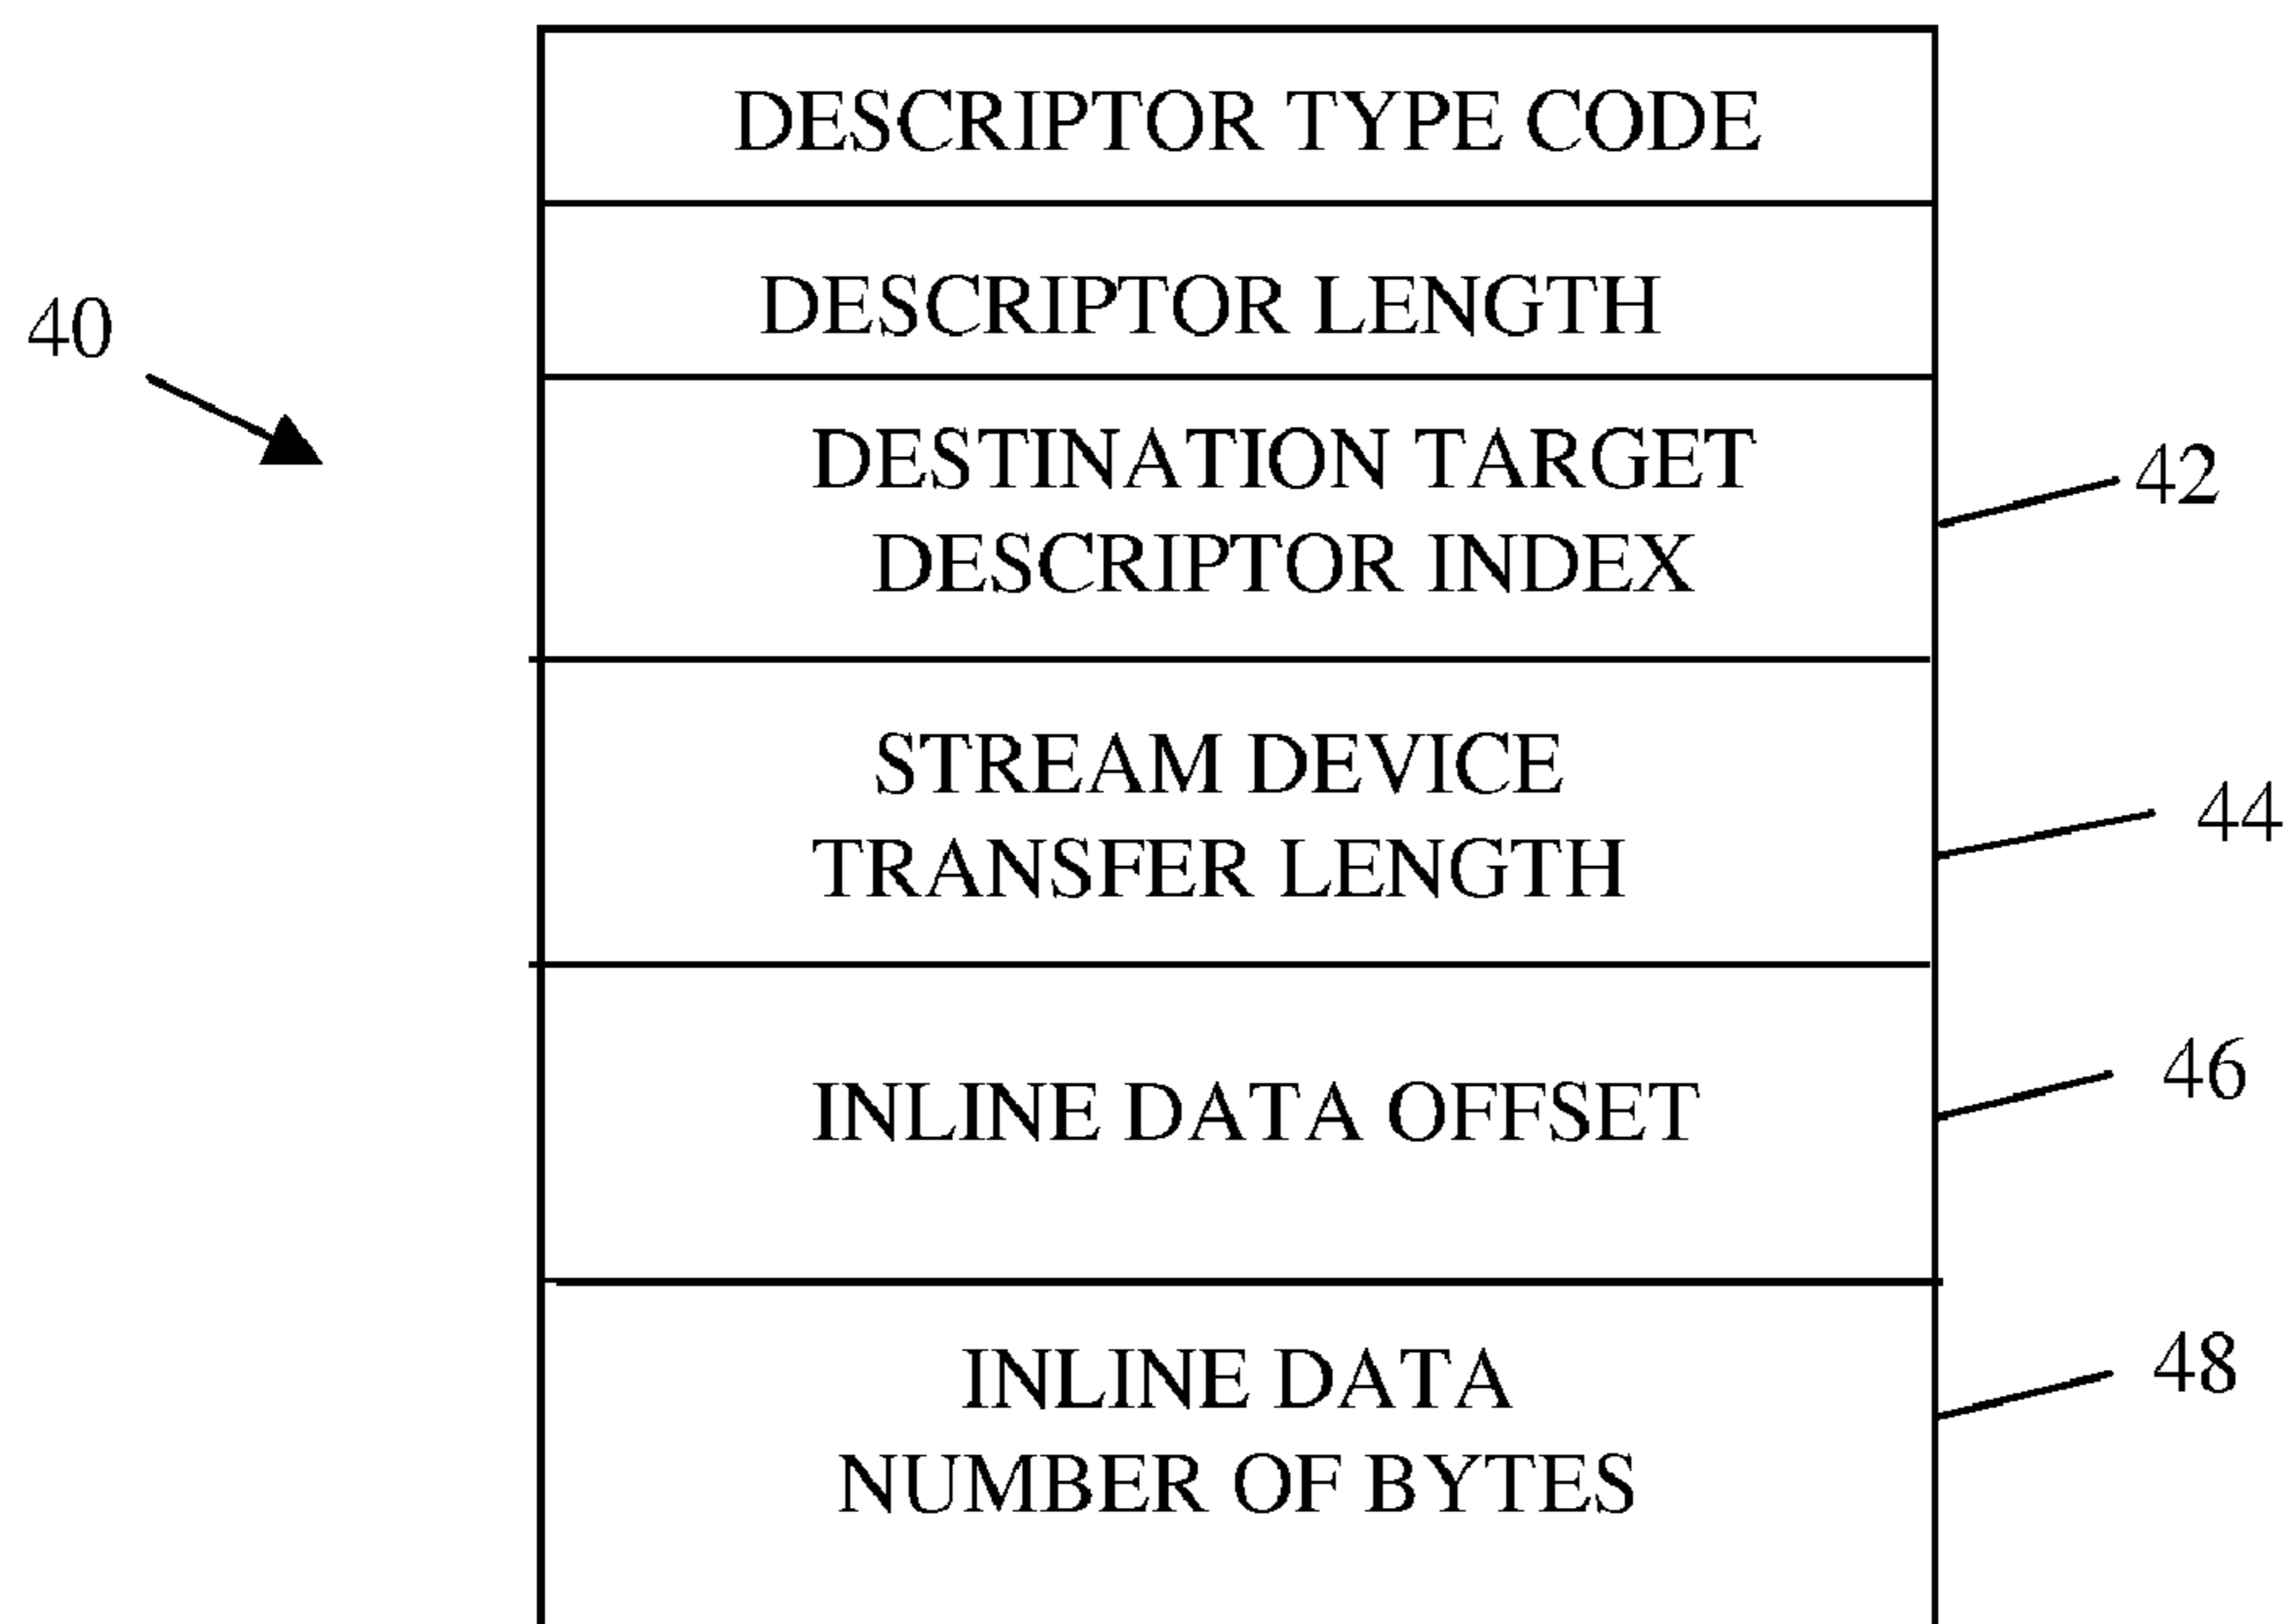 DESCRIPTOR TYPE CODE
DESCRIPTOR LENGTH
40
DESTINATION TARGET
DESCRIPTOR INDEX
42
STREAM DEVICE
TRANSFER LENGTH
44
INLINE DATA OFFSET
46
INLINE DATA
NUMBER OF BYTES
48